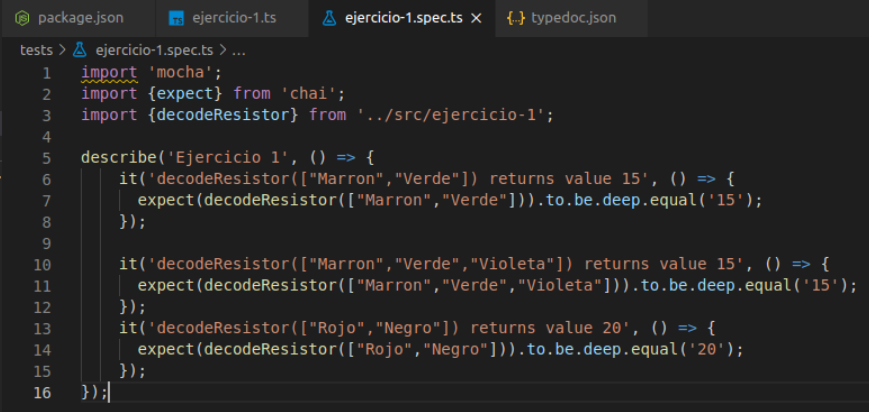 package.json ejercicio-1.ts ejercicio-1.spec.ts × {..} typedoc.json
tests > ejercicio-1.spec.ts > ...
1 import 'mocha';
2 import {expect} from 'chai';
3 import {decodeResistor} from '../src/ejercicio-1';
4
5 describe('Ejercicio 1', () => {
6 it('decodeResistor(["Marron","Verde"]) returns value 15', () => {
7 expect(decodeResistor(["Marron","Verde"])).to.be.deep.equal('15');
8 });
9
10 it('decodeResistor(["Marron","Verde","Violeta"]) returns value 15', () => {
11 expect(decodeResistor(["Marron","Verde","Violeta"])).to.be.deep.equal('15');
12 });
13 it('decodeResistor(["Rojo","Negro"]) returns value 20', () => {
14 expect(decodeResistor(["Rojo","Negro"])).to.be.deep.equal('20');
15 });
16 });